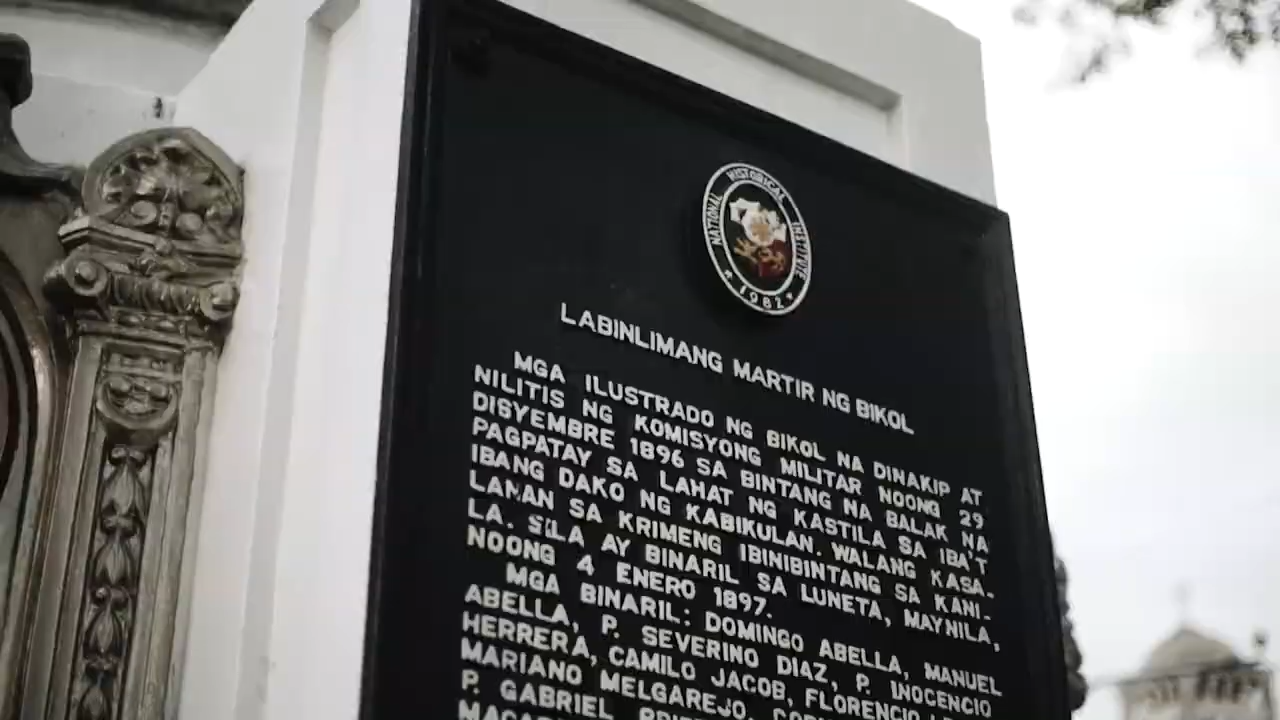 NATIONAL HISTORICAL INSTITUTE
1982
LABINLIMANG MARTIR NG BIKOL
MGA ILUSTRADO NG BIKOL NA DINAKIP AT
NILITIS NG KOMISYONG MILITAR NOONG 29
DISYEMBRE 1896 SA BINTANG NA BALAK NA
PAGPATAY SA LAHAT NG KASTILA SA IBA'T
IBANG DAKO NG KABIKULAN. WALANG KASA-
LANAN SA KRIMENG IBINIBINTANG SA KANI-
LA. SILA AY BINARIL SA LUNETA, MAYNILA,
NOONG 4 ENERO 1897.
MGA BINARIL: DOMINGO ABELLA, MANUEL
ABELLA, P. SEVERINO DIAZ, P. INOCENCIO
HERRERA, CAMILO JACOB, FLORENCIO
MARIANO MELGAREJO,
P. GABRIEL